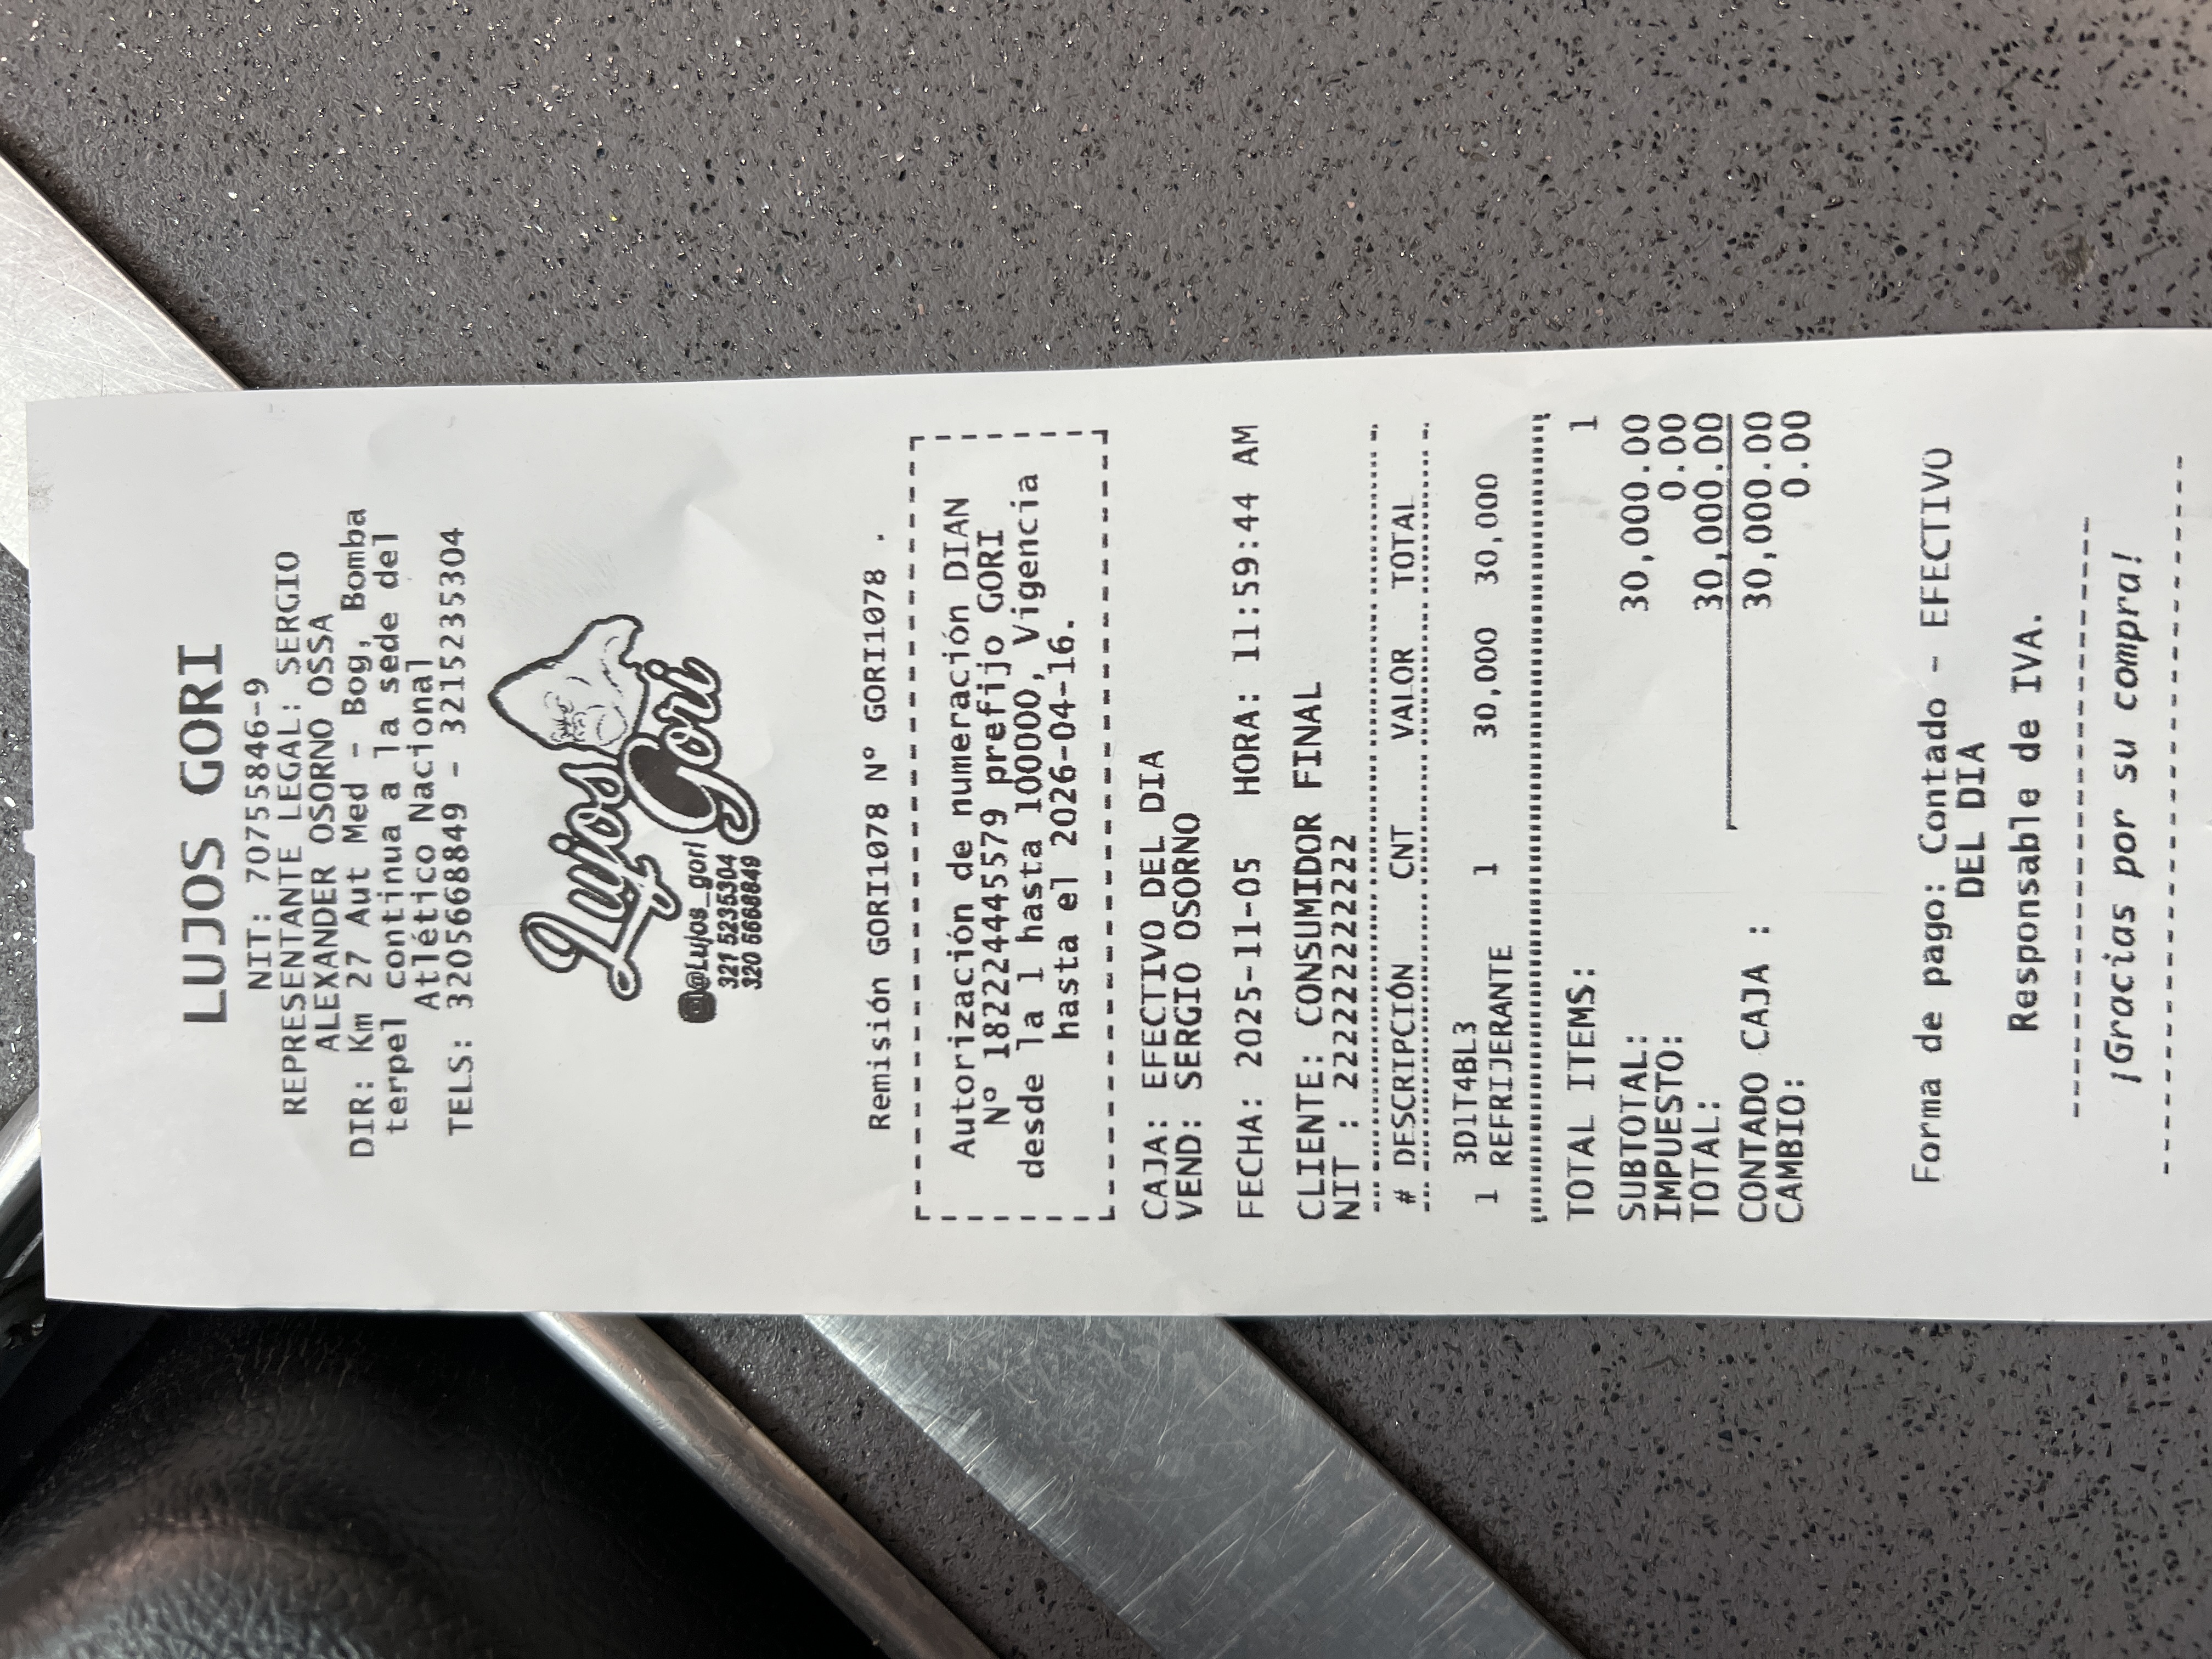 LUJOS GORI
NIT: 70755846-9
REPRESENTANTE LEGAL: SERGIO
ALEXANDER OSORNO OSSA
DIR: Km 27 Aut Med - Bog, Bomba
terpel continua a la sede del
Atlético Nacional
TELS: 3205668849 - 3215235304
Lujos
Gori
@Lujos_gori
321 5235304
320 5668849
Remisión GORI1078 Nº GORI1078 .
Autorización de numeración DIAN
Nº 18222445579 prefijo GORI
desde la 1 hasta 100000, Vigencia
hasta el 2026-04-16.
CAJA: EFECTIVO DEL DIA
VEND: SERGIO OSORNO
FECHA: 2025-11-05 HORA: 11:59:44 AM
CLIENTE: CONSUMIDOR FINAL
NIT : 222222222222
# DESCRIPCIÓN CNT VALOR TOTAL
1 3D1T4BL3 REFRIJERANTE 1 30,000 30,000
TOTAL ITEMS: 1
SUBTOTAL: 30,000.00
IMPUESTO: 0.00
TOTAL: 30,000.00
CONTADO CAJA : 30,000.00
CAMBIO: 0.00
Forma de pago: Contado - EFECTIVO
DEL DIA
Responsable de IVA.
¡Gracias por su compra!